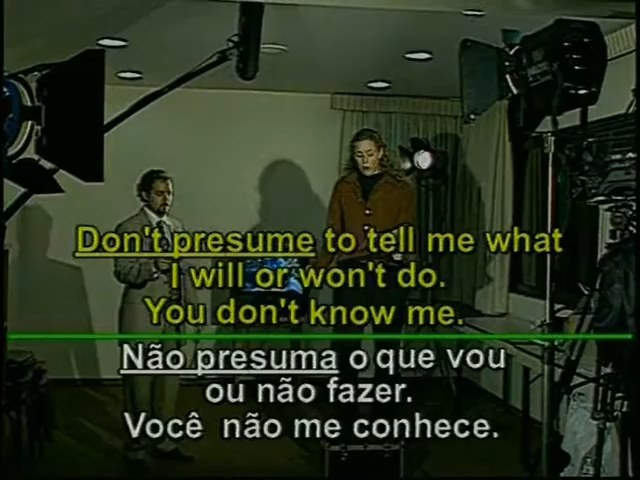 Don't presume to tell me what
I will or won't do.
You don't know me.
Não presuma o que vou
ou não fazer.
Você não me conhece.